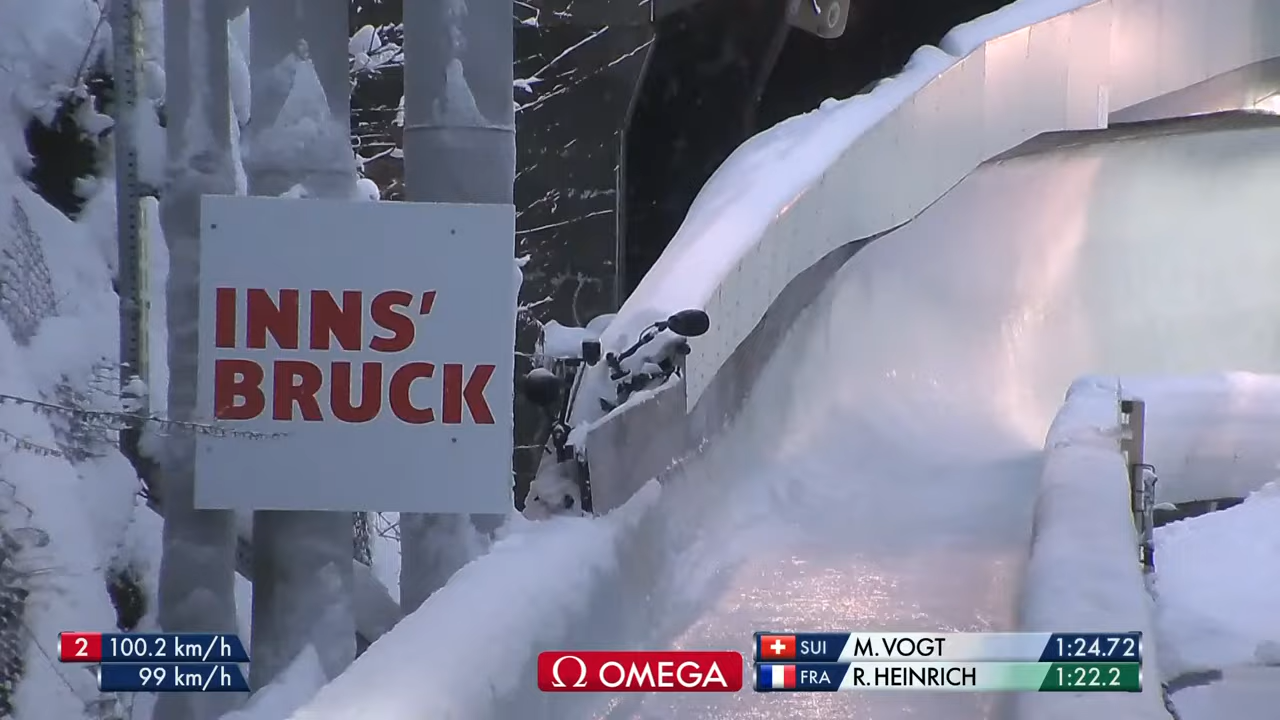 INNS'
BRUCK
2 100.2 km/h
99 km/h
Ω OMEGA
SUI M. VOGT 1:24.72
FRA R. HEINRICH 1:22.2